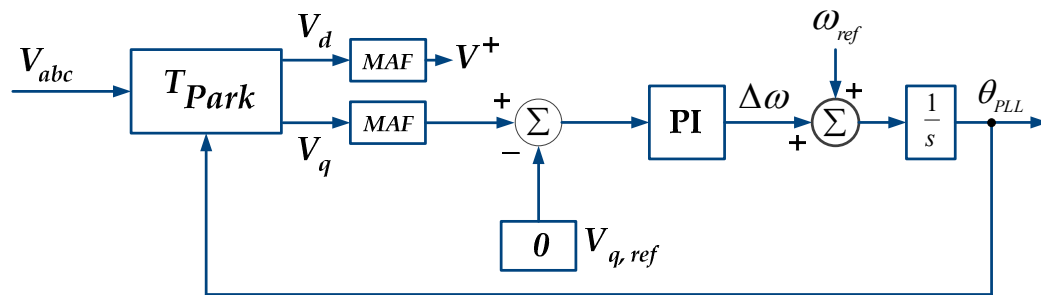 V_abc
T_Park
V_d
MAF
V^+
V_q
MAF
+
Σ
−
0
V_q, ref
PI
Δω
ω_ref
+
+
Σ
1/s
θ_PLL